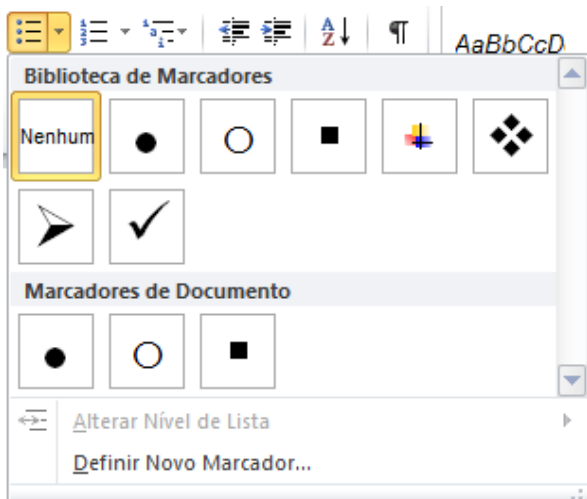 AaBbCcD
Biblioteca de Marcadores
Nenhum
Marcadores de Documento
Alterar Nível de Lista
Definir Novo Marcador...